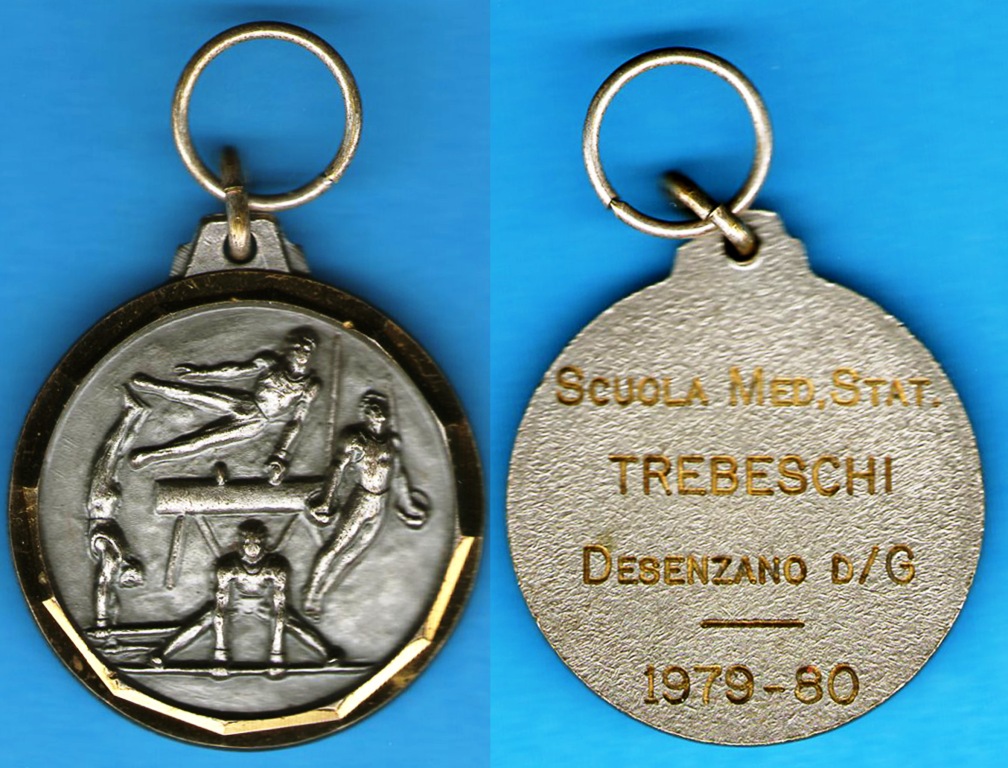 SCUOLA MED. STAT.
TREBESCHI
DESENZANO D/G
1979-80